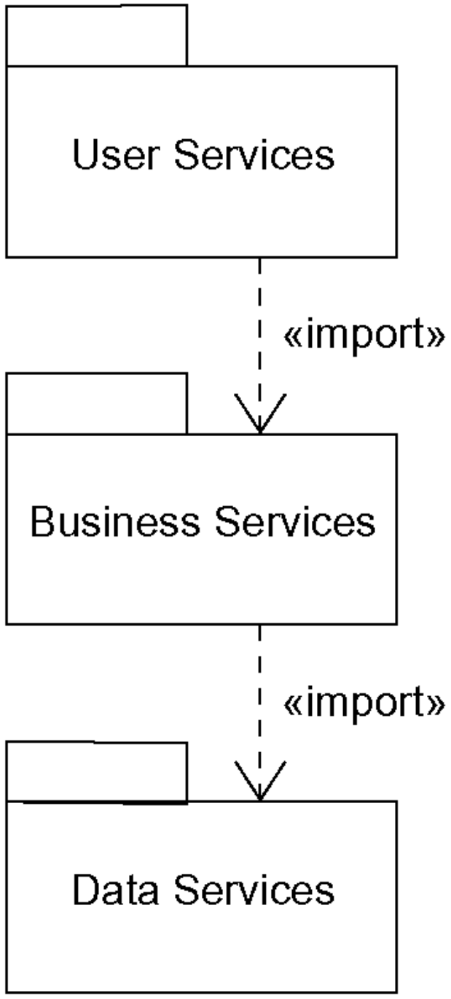 User Services
«import»
Business Services
«import»
Data Services